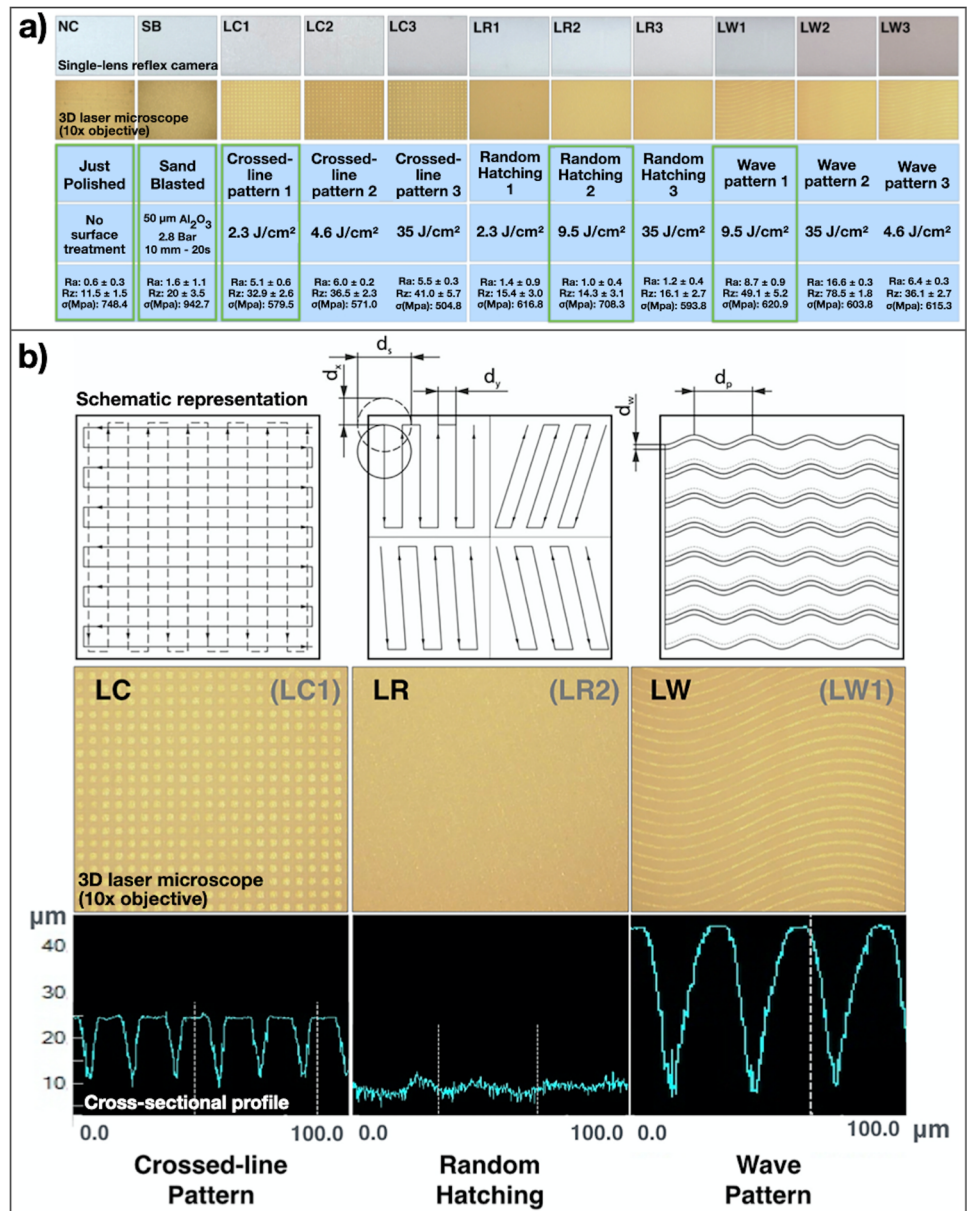 a)
NC SB LC1 LC2 LC3 LR1 LR2 LR3 LW1 LW2 LW3
Single-lens reflex camera
3D laser microscope
(10x objective)
Just
Polished
Sand
Blasted
Crossed-
line
pattern 1
Crossed-
line
pattern 2
Crossed-
line
pattern 3
Random
Hatching
1
Random
Hatching
2
Random
Hatching
3
Wave
pattern 1
Wave
pattern 2
Wave
pattern 3
No
surface
treatment
50 µm Al₂O₃
2.8 Bar
10 mm - 20s
2.3 J/cm²
4.6 J/cm²
35 J/cm²
2.3 J/cm²
9.5 J/cm²
35 J/cm²
9.5 J/cm²
35 J/cm²
4.6 J/cm²
Ra: 0.6 ± 0.3
Rz: 11.5 ± 1.5
σ(Mpa): 748.4
Ra: 1.6 ± 1.1
Rz: 20 ± 3.5
σ(Mpa): 942.7
Ra: 5.1 ± 0.6
Rz: 32.9 ± 2.6
σ(Mpa): 579.5
Ra: 6.0 ± 0.2
Rz: 36.5 ± 2.3
σ(Mpa): 571.0
Ra: 5.5 ± 0.3
Rz: 41.0 ± 5.7
σ(Mpa): 504.8
Ra: 1.4 ± 0.9
Rz: 15.4 ± 3.0
σ(Mpa): 616.8
Ra: 1.0 ± 0.4
Rz: 14.3 ± 3.1
σ(Mpa): 708.3
Ra: 1.2 ± 0.4
Rz: 16.1 ± 2.7
σ(Mpa): 593.8
Ra: 8.7 ± 0.9
Rz: 49.1 ± 5.2
σ(Mpa): 620.9
Ra: 16.6 ± 0.3
Rz: 78.5 ± 1.8
σ(Mpa): 603.8
Ra: 6.4 ± 0.3
Rz: 36.1 ± 2.7
σ(Mpa): 615.3
b)
Schematic representation
dₛ
dₓ
d_y
d_p
d_w
LC (LC1)
LR (LR2)
LW (LW1)
3D laser microscope
(10x objective)
µm
40
30
20
10
Cross-sectional profile
0.0 100.0 0.0 100.0 0.0 100.0 µm
Crossed-line
Pattern
Random
Hatching
Wave
Pattern